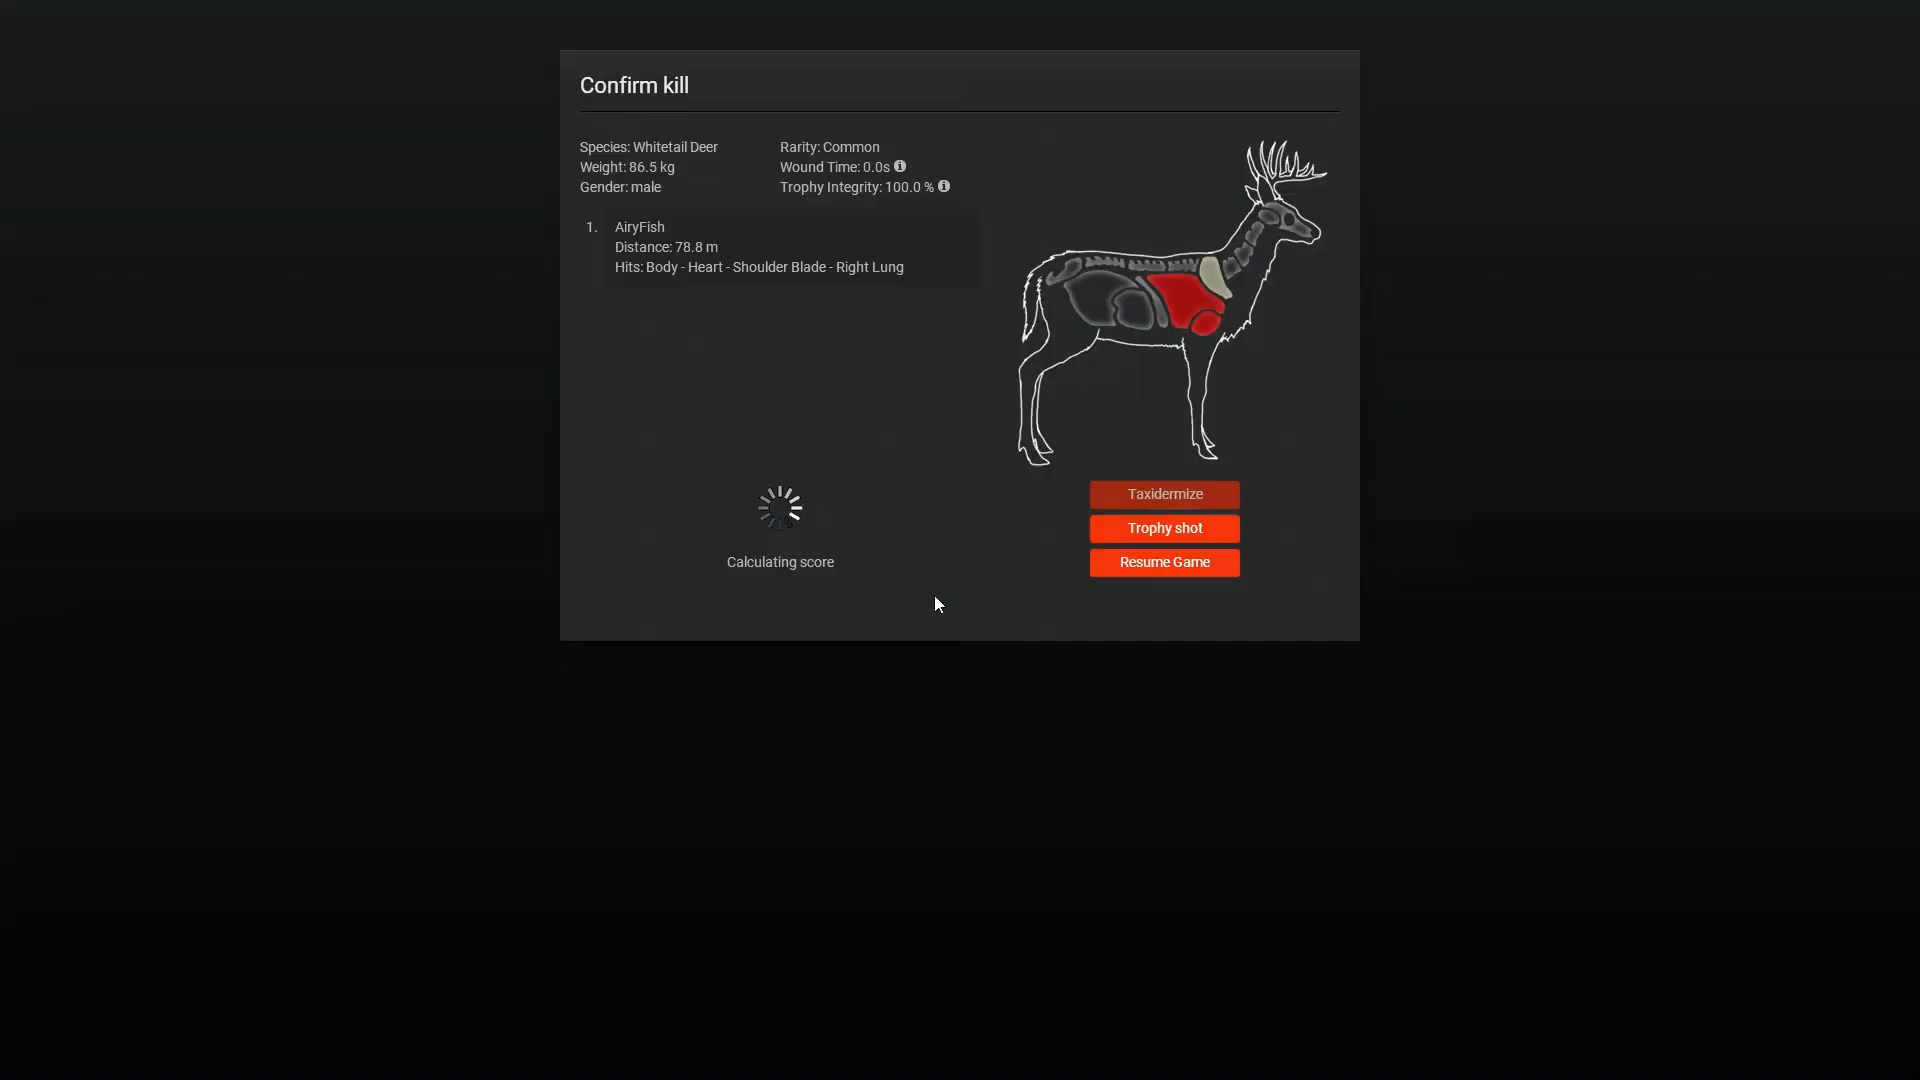 Confirm kill
Species: Whitetail Deer
Weight: 86.5 kg
Gender: male
Rarity: Common
Wound Time: 0.0s
Trophy Integrity: 100.0 %
1. AiryFish
Distance: 78.8 m
Hits: Body - Heart - Shoulder Blade - Right Lung
Calculating score
Taxidermize
Trophy shot
Resume Game